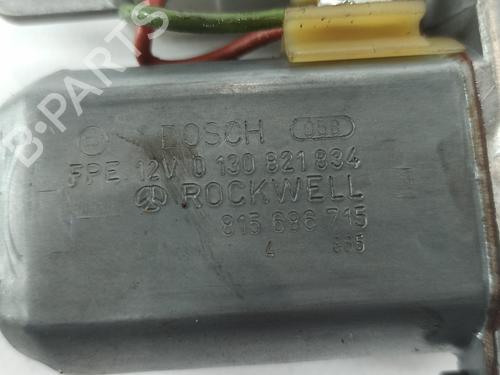 BOSCH
FPE 12V 0 130 821 834
ROCKWELL
815 696 715
4
B-PARTS